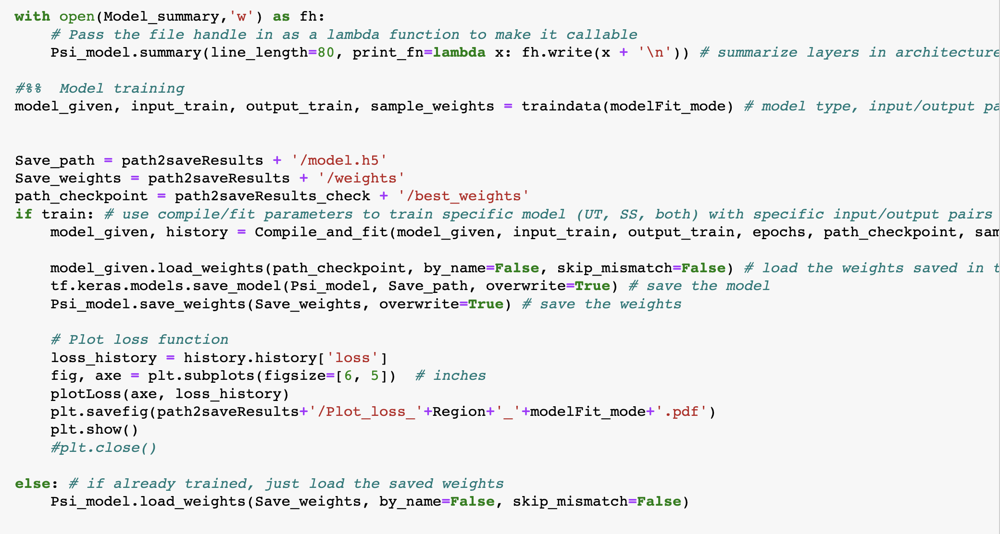 with open(Model_summary,'w') as fh:
# Pass the file handle in as a lambda function to make it callable
Psi_model.summary(line_length=80, print_fn=lambda x: fh.write(x + '\n')) # summarize layers in architecture
#%%  Model training
model_given, input_train, output_train, sample_weights = traindata(modelFit_mode) # model type, input/output
Save_path = path2saveResults + '/model.h5'
Save_weights = path2saveResults + '/weights'
path_checkpoint = path2saveResults_check + '/best_weights'
if train: # use compile/fit parameters to train specific model (UT, SS, both) with specific input/output pairs
model_given, history = Compile_and_fit(model_given, input_train, output_train, epochs, path_checkpoint,
model_given.load_weights(path_checkpoint, by_name=False, skip_mismatch=False) # load the weights saved in
tf.keras.models.save_model(Psi_model, Save_path, overwrite=True) # save the model
Psi_model.save_weights(Save_weights, overwrite=True) # save the weights
# Plot loss function
loss_history = history.history['loss']
fig, axe = plt.subplots(figsize=[6, 5])  # inches
plotLoss(axe, loss_history)
plt.savefig(path2saveResults+'/Plot_loss_'+Region+'_'+modelFit_mode+'.pdf')
plt.show()
#plt.close()
else: # if already trained, just load the saved weights
Psi_model.load_weights(Save_weights, by_name=False, skip_mismatch=False)